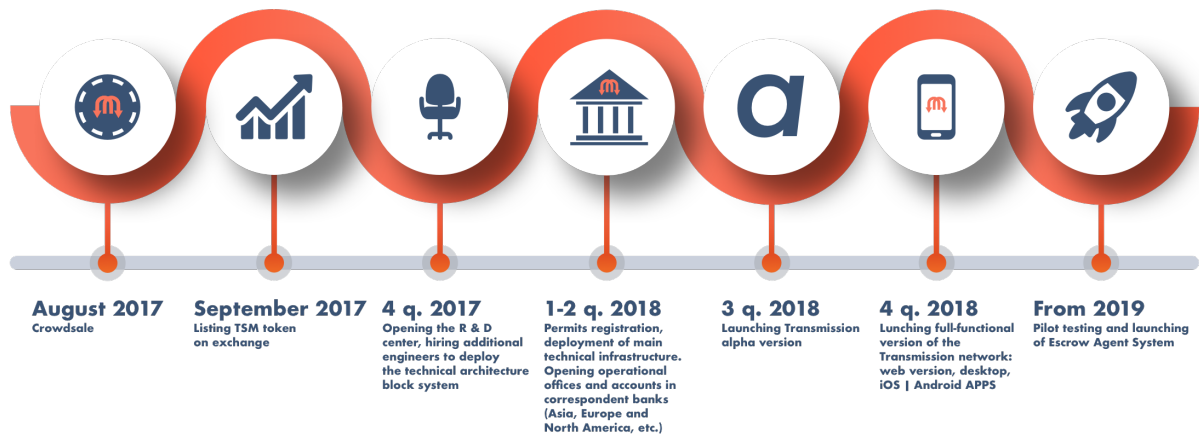 August 2017
Crowdsale
September 2017
Listing TSM token
on exchange
4 q. 2017
Opening the R & D
center, hiring additional
engineers to deploy
the technical architecture
block system
1-2 q. 2018
Permits registration,
deployment of main
technical infrastructure.
Opening operational
offices and accounts in
correspondent banks
(Asia, Europe and
North America, etc.)
a
3 q. 2018
Launching Transmission
alpha version
4 q. 2018
Lunching full-functional
version of the
Transmission network:
web version, desktop,
iOS | Android APPS
From 2019
Pilot testing and launching
of Escrow Agent System